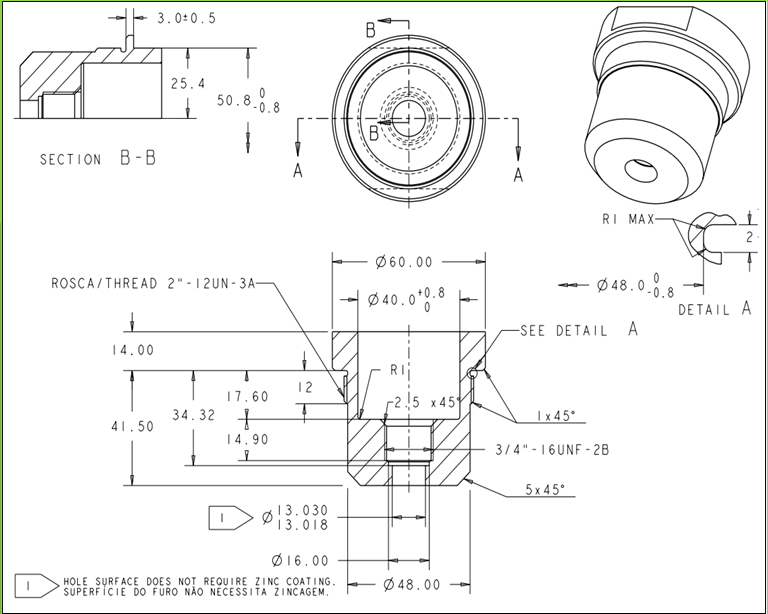 3.0±0.5
25.4
50.8 0
-0.8
SECTION B-B
B
B
A
A
R1 MAX
2
Ø48.0 0
-0.8
DETAIL A
Ø60.00
ROSCA/THREAD 2"-12UN-3A
Ø40.0 +0.8
0
SEE DETAIL A
14.00
R1
12
17.60
2.5 x45°
1x45°
34.32
41.50
14.90
3/4"-16UNF-2B
5x45°
1
Ø13.030
13.018
Ø16.00
Ø48.00
1
HOLE SURFACE DOES NOT REQUIRE ZINC COATING.
SUPERFÍCIE DO FURO NÃO NECESSITA ZINCAGEM.